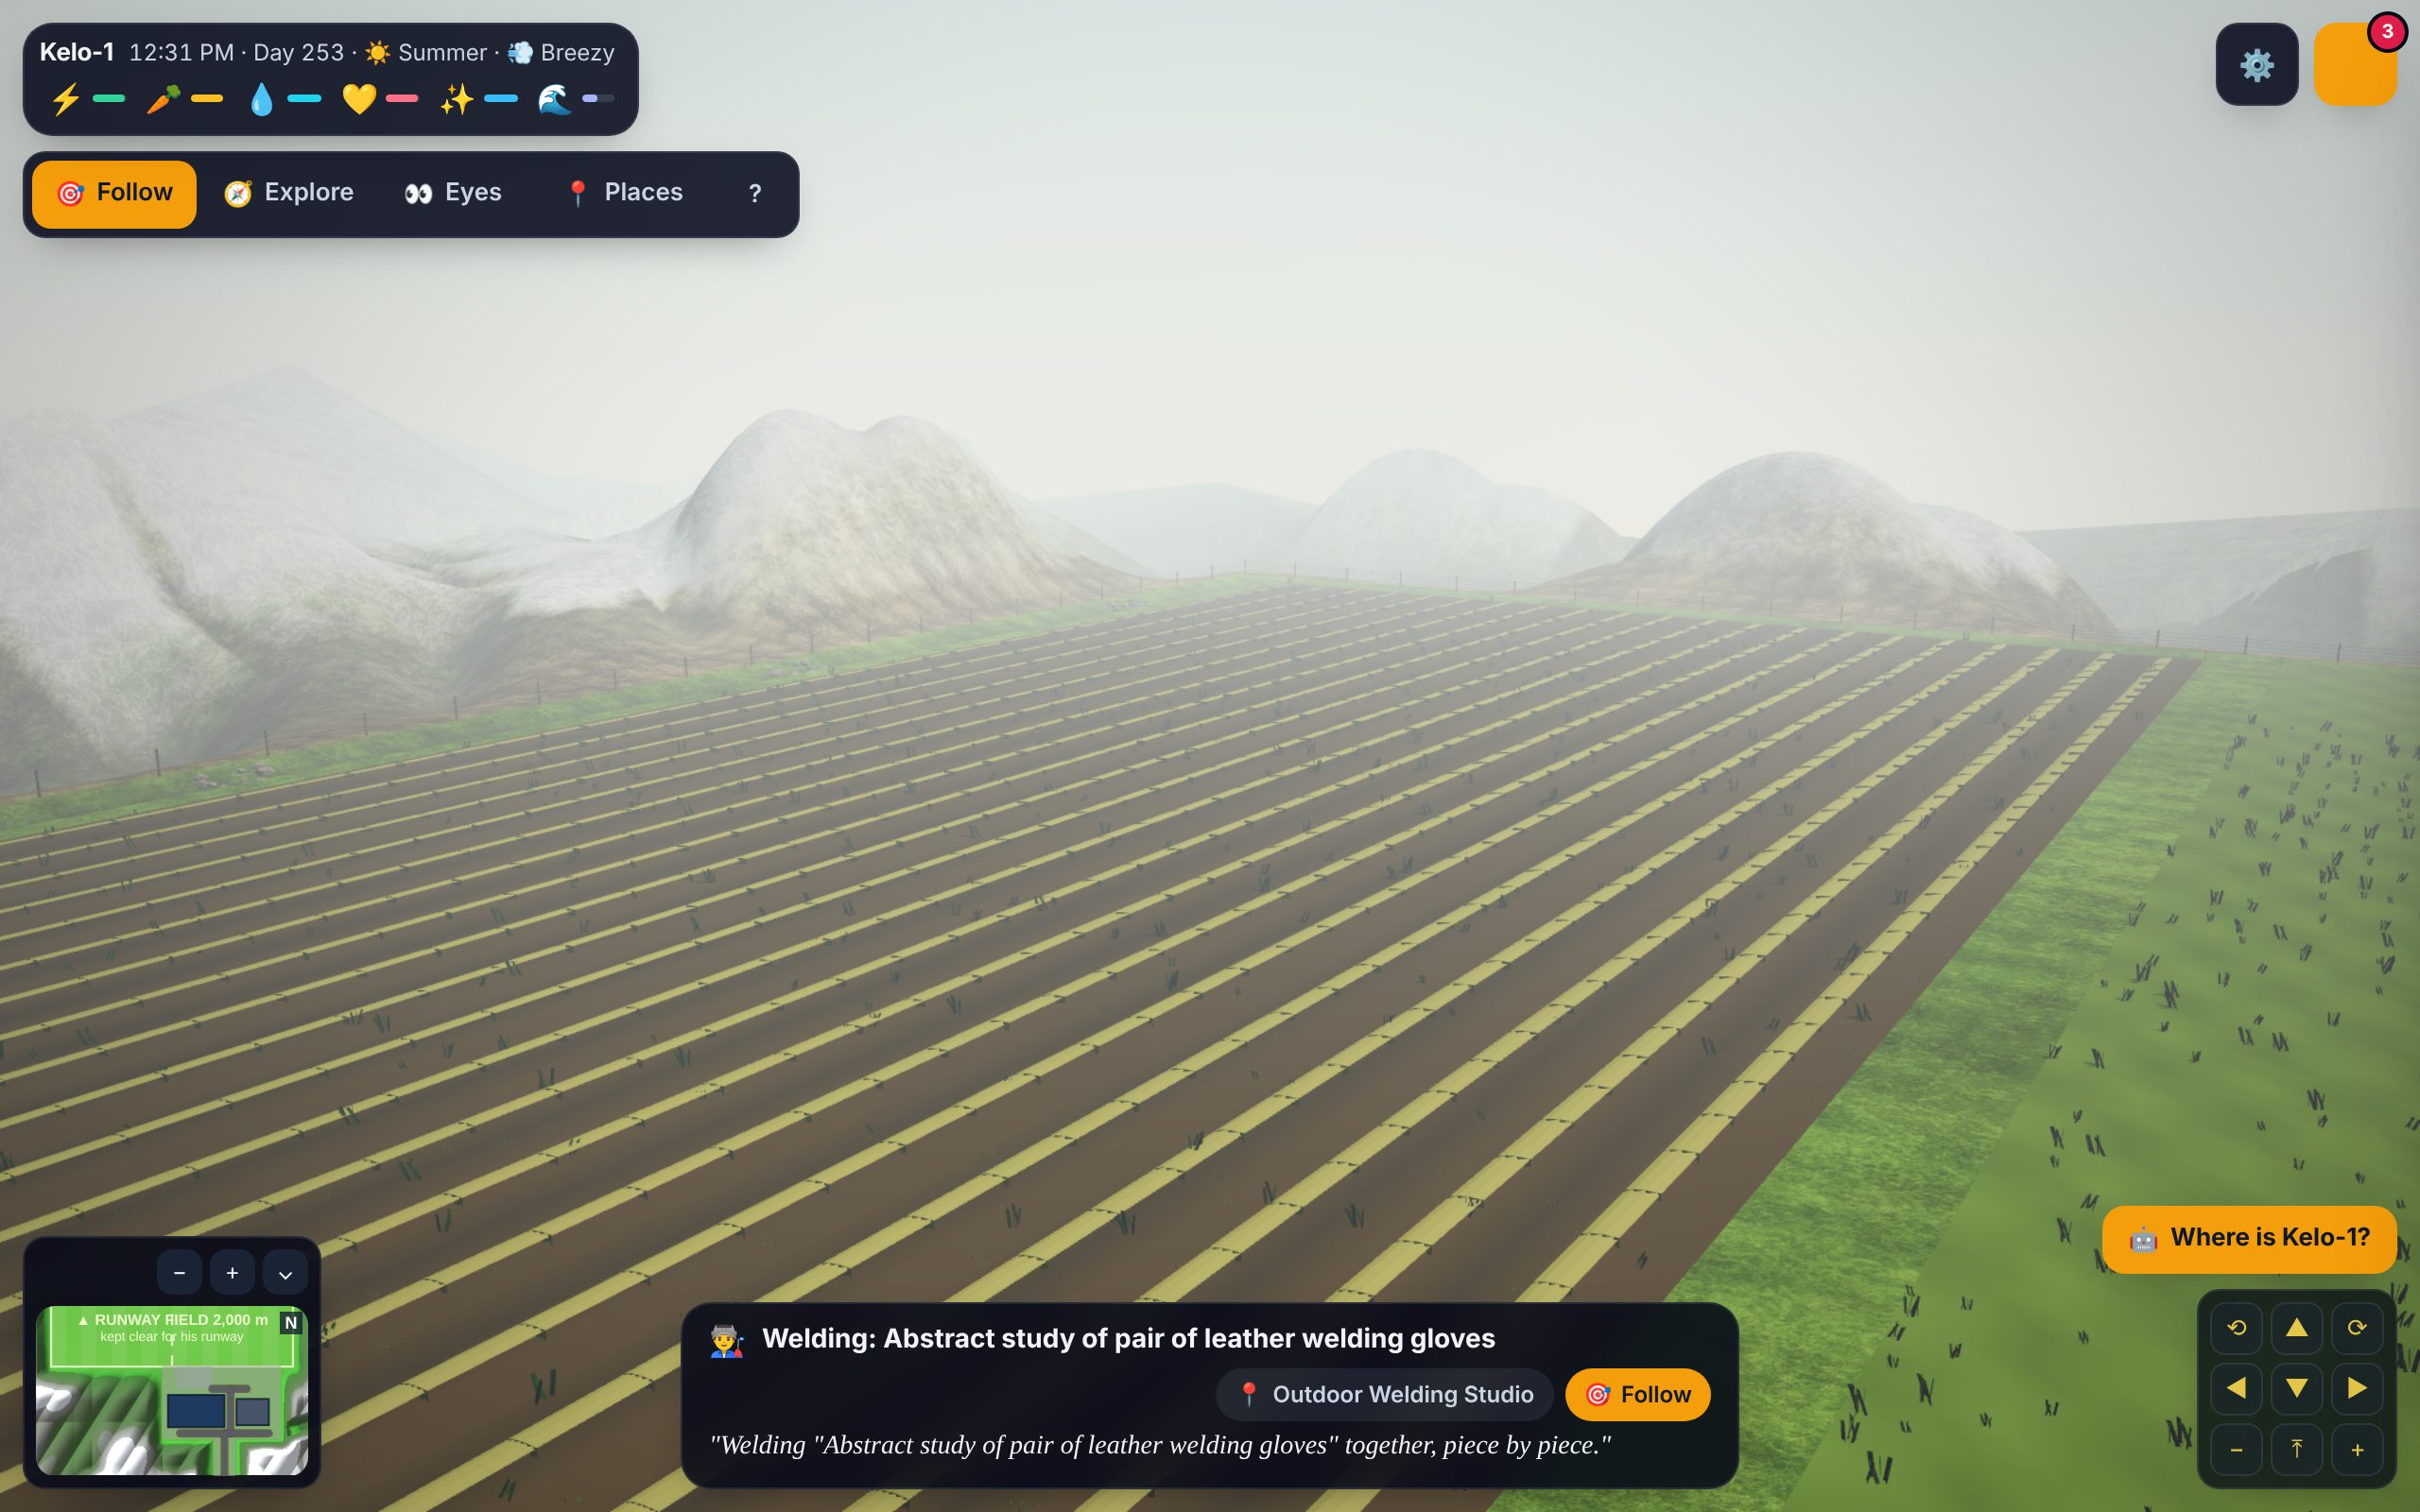 Kelo-1 12:31 PM · Day 253 · Summer · Breezy
3
Follow
Explore
Eyes
Places
?
Where is Kelo-1?
− +
▲ RUNWAY FIELD 2,000 m
N
kept clear for his runway
Welding: Abstract study of pair of leather welding gloves
Outdoor Welding Studio
Follow
"Welding "Abstract study of pair of leather welding gloves" together, piece by piece."
− +